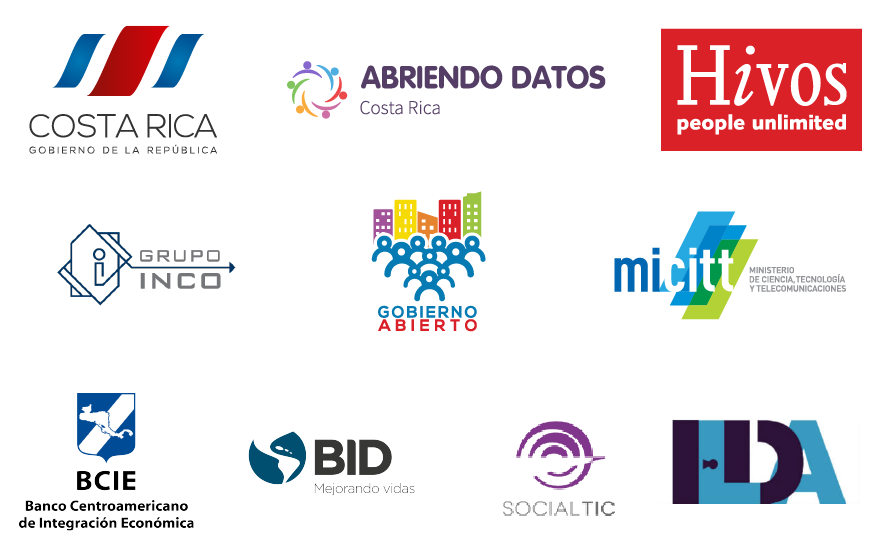 COSTA RICA
GOBIERNO DE LA REPÚBLICA
ABRIENDO DATOS
Costa Rica
Hivos
people unlimited
GRUPO
INCO
GOBIERNO
ABIERTO
micitt
MINISTERIO
DE CIENCIA, TECNOLOGÍA
Y TELECOMUNICACIONES
BCIE
Banco Centroamericano
de Integración Económica
BID
Mejorando vidas
SOCIALTIC
ILDA